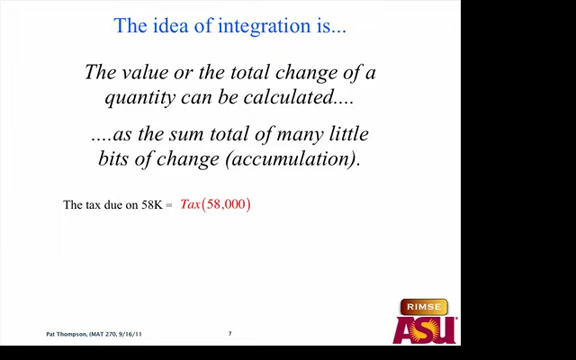 The idea of integration is...
The value or the total change of a
quantity can be calculated....
....as the sum total of many little
bits of change (accumulation).
The tax due on 58K = Tax(58,000)
RIMSE
ASU
Pat Thompson, (MAT 270, 9/16/11
7